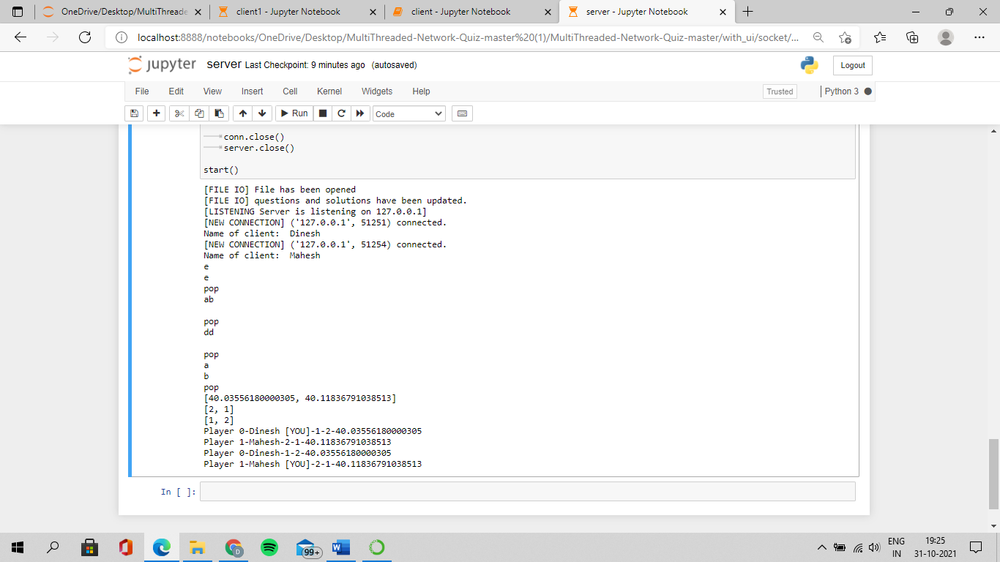 OneDrive/Desktop/MultiThreade
client1 - Jupyter Notebook
client - Jupyter Notebook
server - Jupyter Notebook
localhost:8888/notebooks/OneDrive/Desktop/MultiThreaded-Network-Quiz-master%20(1)/MultiThreaded-Network-Quiz-master/with_ui/socket/...
jupyter server Last Checkpoint: 9 minutes ago (autosaved)
Logout
File Edit View Insert Cell Kernel Widgets Help
Trusted
Python 3
Run
Code
conn.close()
server.close()
start()
[FILE IO] File has been opened
[FILE IO] questions and solutions have been updated.
[LISTENING Server is listening on 127.0.0.1]
[NEW CONNECTION] ('127.0.0.1', 51251) connected.
Name of client:  Dinesh
[NEW CONNECTION] ('127.0.0.1', 51254) connected.
Name of client:  Mahesh
e
e
pop
ab
pop
dd
pop
a
b
pop
[40.03556180000305, 40.11836791038513]
[2, 1]
[1, 2]
Player 0-Dinesh [YOU]-1-2-40.03556180000305
Player 1-Mahesh-2-1-40.11836791038513
Player 0-Dinesh-1-2-40.03556180000305
Player 1-Mahesh [YOU]-2-1-40.11836791038513
In [ ]:
D
99+
W
ENG
IN
19:25
31-10-2021